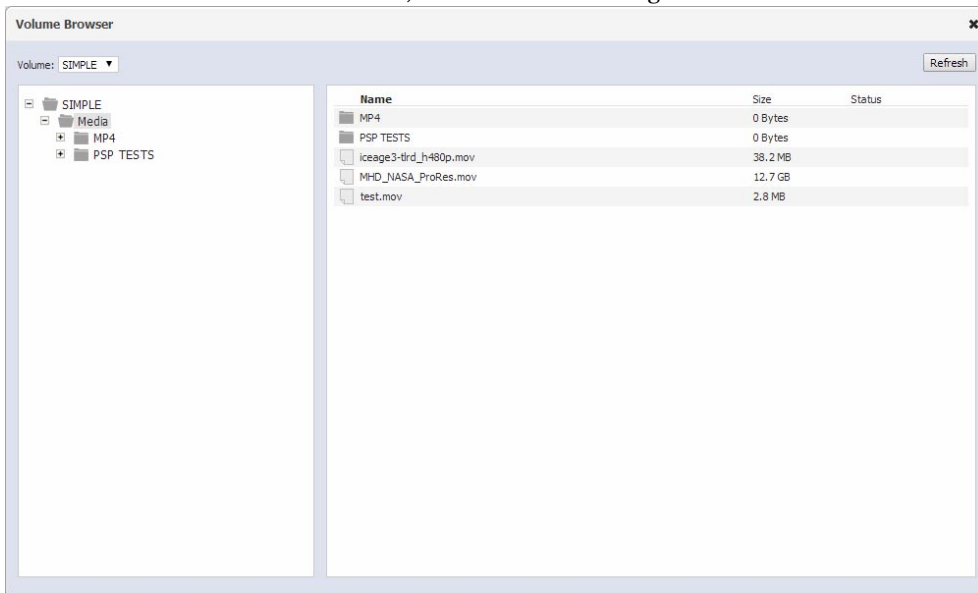 Volume Browser
Volume: SIMPLE
Refresh
SIMPLE
Media
MP4
PSP TESTS
Name Size Status
MP4 0 Bytes
PSP TESTS 0 Bytes
iceage3-tlrd_h480p.mov 38.2 MB
MHD_NASA_ProRes.mov 12.7 GB
test.mov 2.8 MB